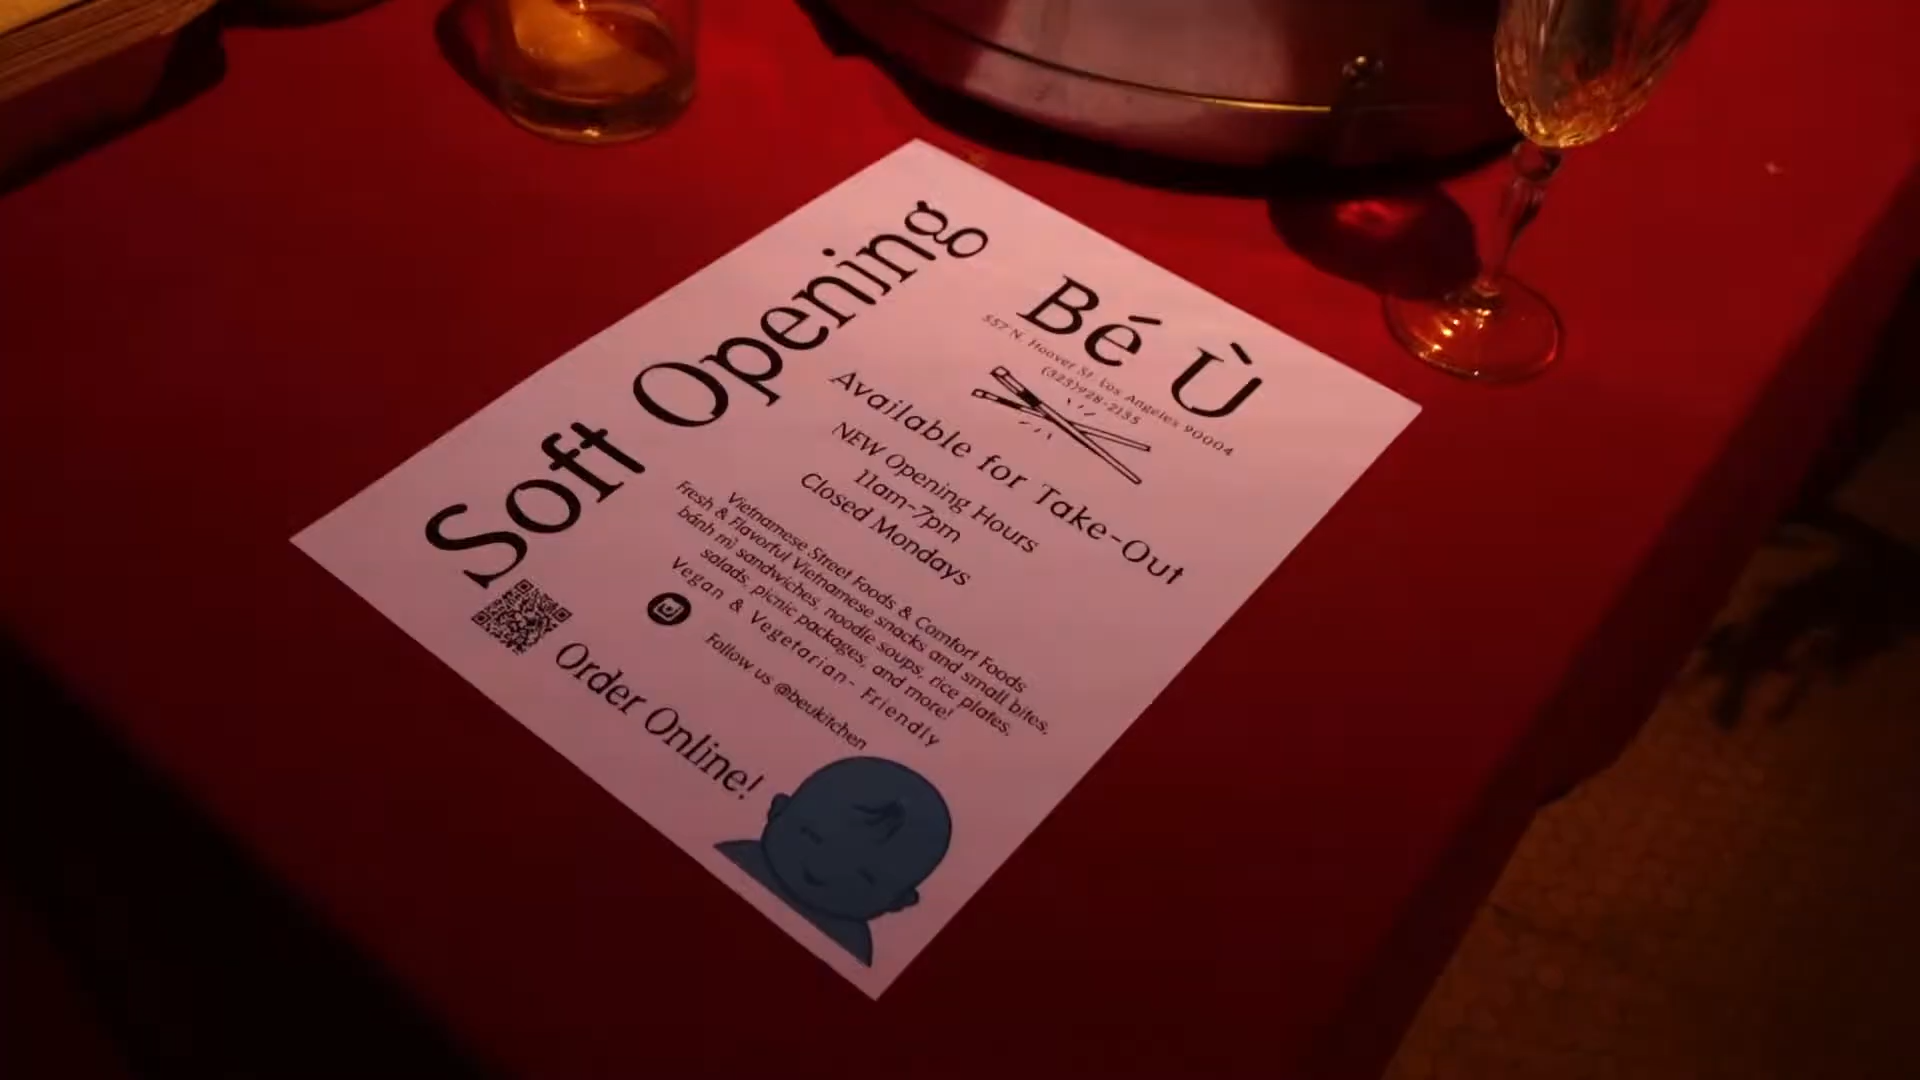 Soft Opening
Bé Ù
557 N. Hoover St. Los Angeles 90004
(323)928-2135
Available for Take-Out
NEW Opening Hours
11am-7pm
Closed Mondays
Vietnamese Street Foods & Comfort Foods
Fresh & Flavorful Vietnamese snacks and small bites,
bánh mì sandwiches, noodle soups, rice plates,
salads, picnic packages, and more!
Vegan & Vegetarian- Friendly
Follow us @beukitchen
Order Online!